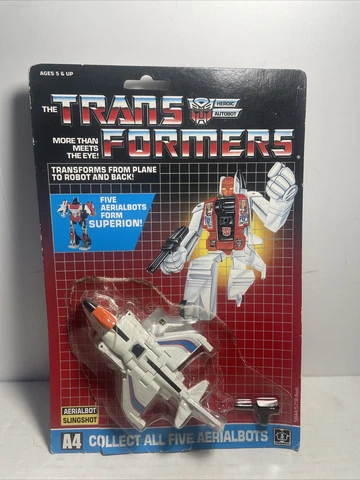 AGES 5 & UP
THE TRANSFORMERS
HEROIC
AUTOBOT
MORE THAN
MEETS
THE EYE!
TRANSFORMS FROM PLANE
TO ROBOT AND BACK!
FIVE
AERIALBOTS
FORM
SUPERION!
AERIALBOT
SLINGSHOT
A4 COLLECT ALL FIVE AERIALBOTS